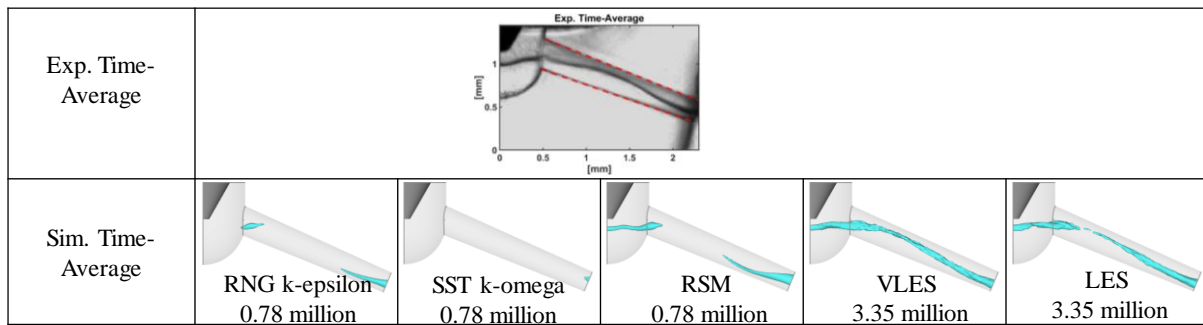 Exp. Time-
Average
Exp. Time-Average
[mm]
1
0.5
0
0
0.5
1
1.5
2
[mm]
Sim. Time-
Average
RNG k-epsilon
0.78 million
SST k-omega
0.78 million
RSM
0.78 million
VLES
3.35 million
LES
3.35 million